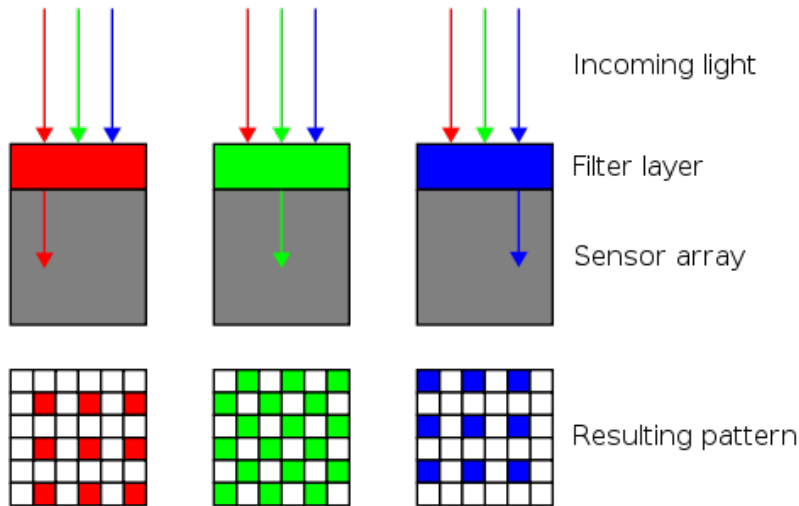 Incoming light
Filter layer
Sensor array
Resulting pattern